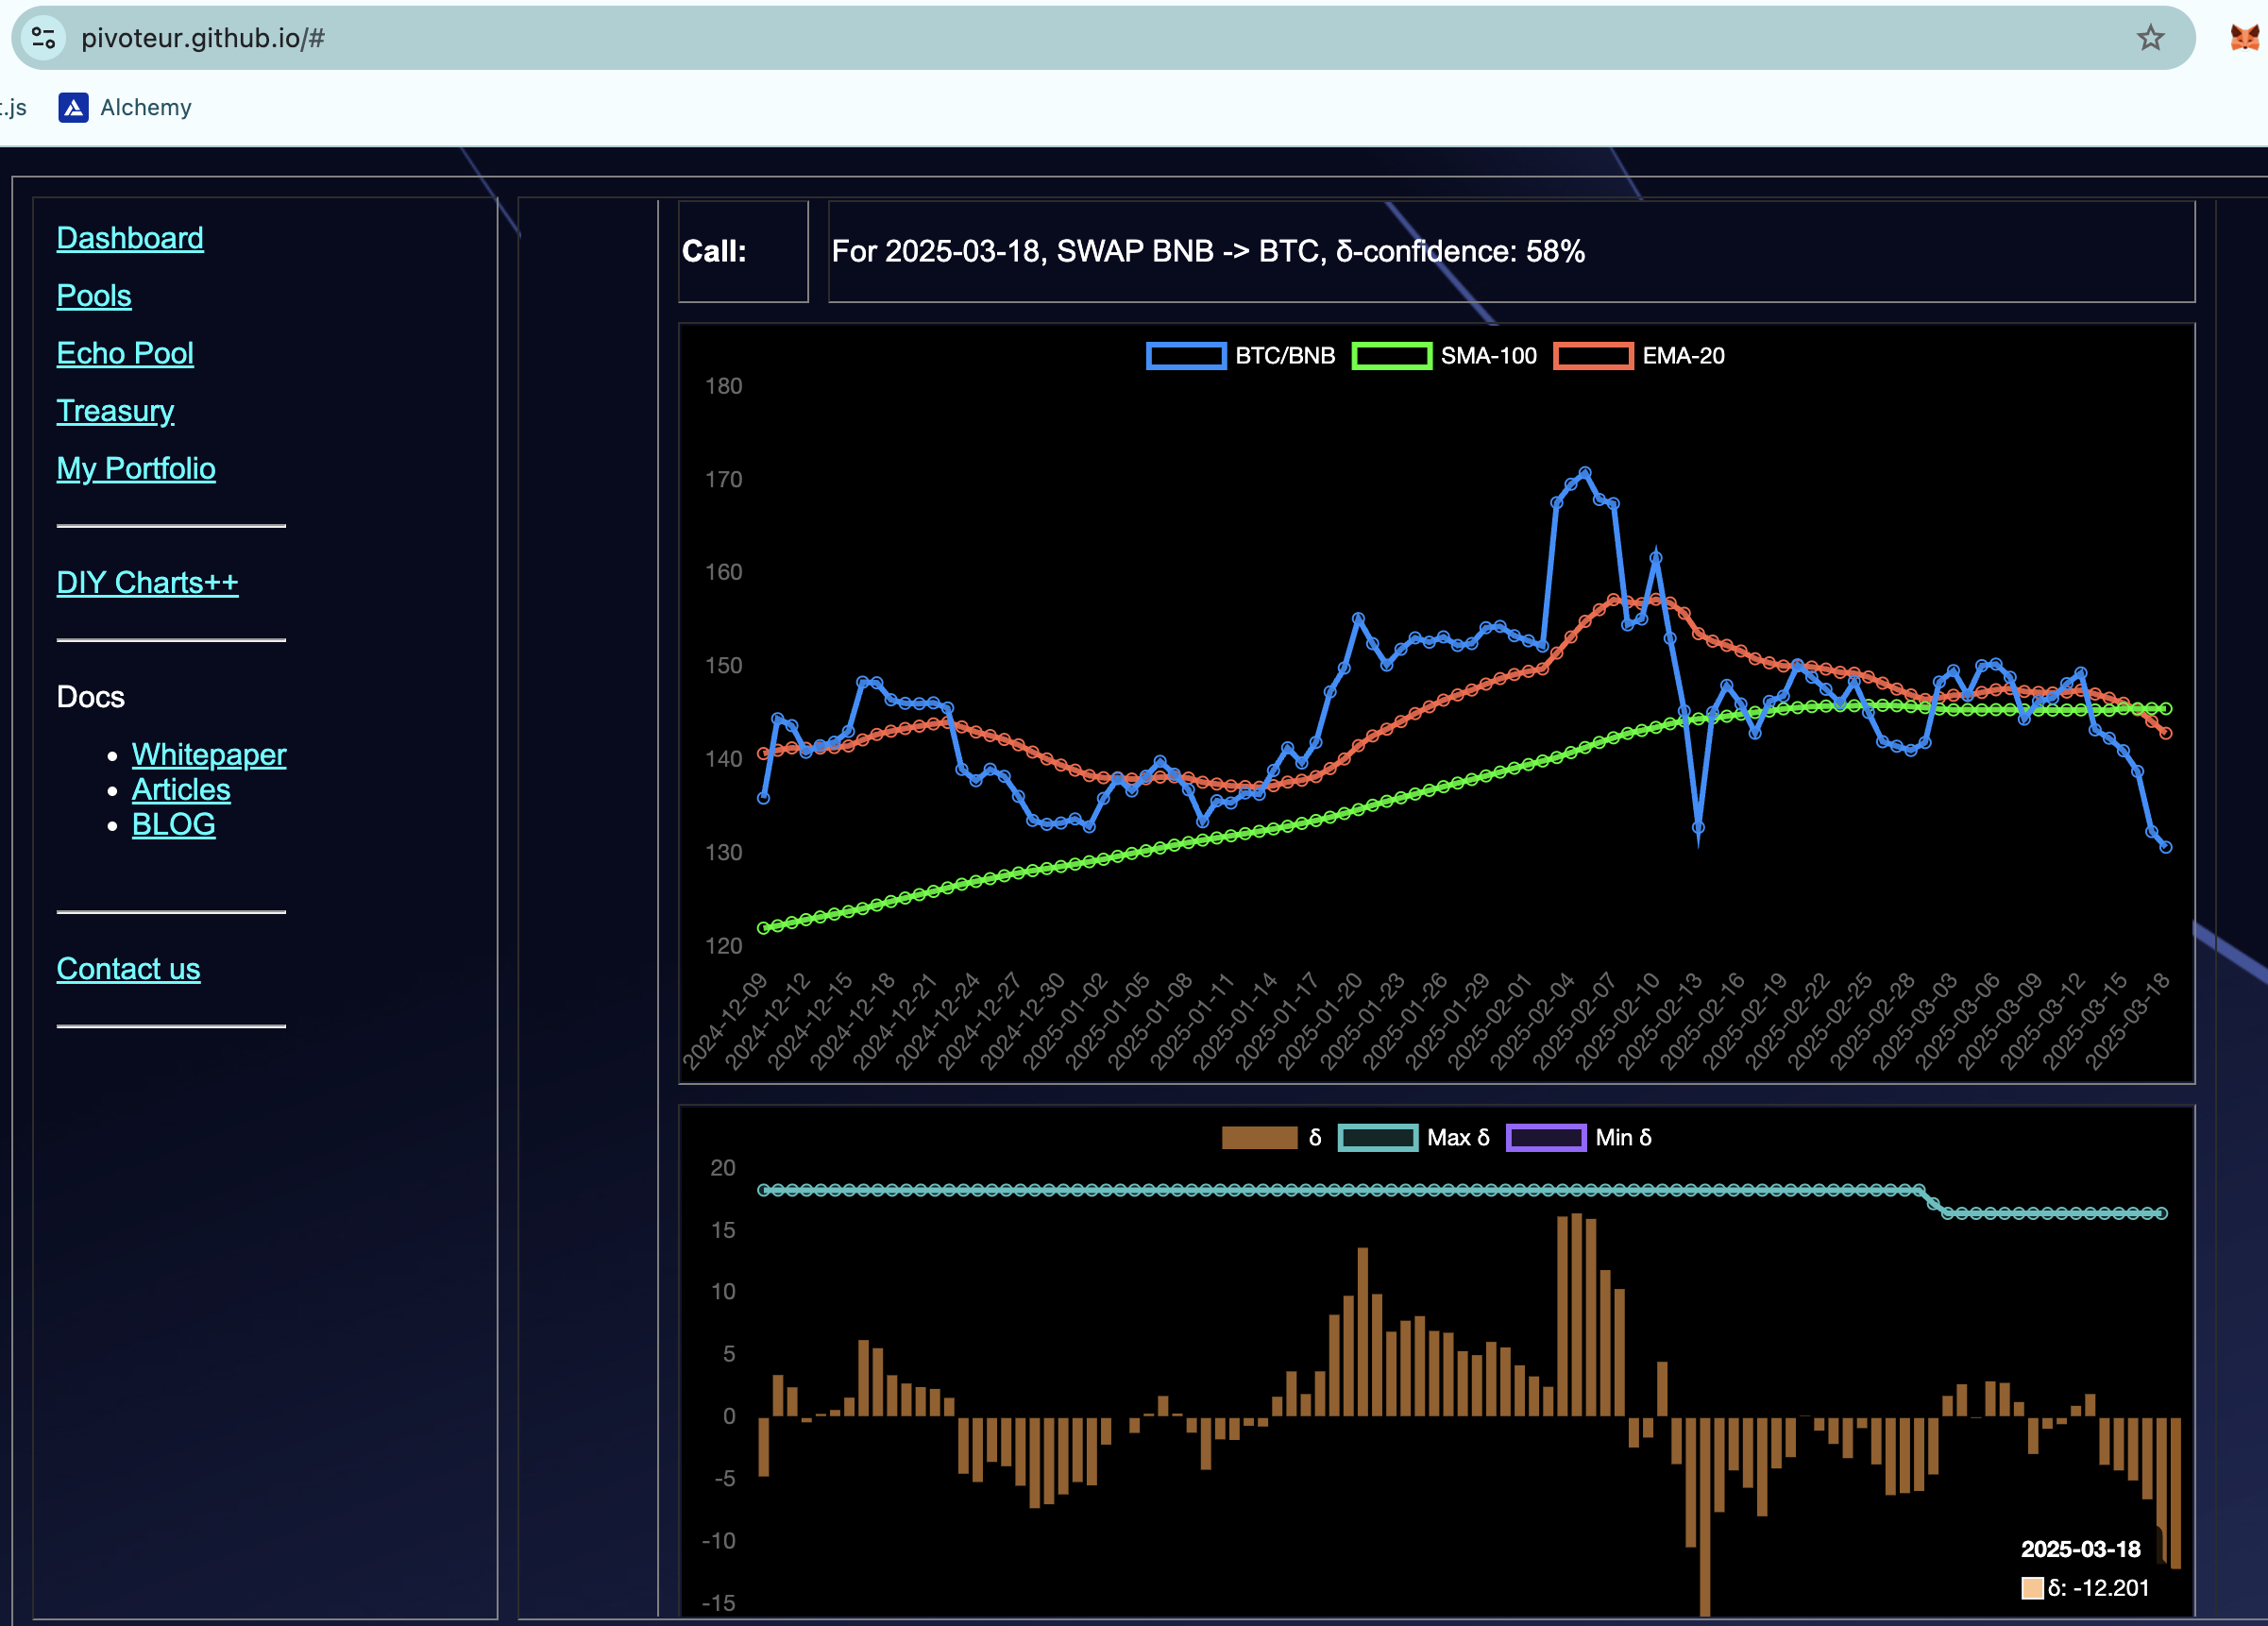 pivoteur.github.io/#
t.js Alchemy
Dashboard
Pools
Echo Pool
Treasury
My Portfolio
DIY Charts++
Docs
• Whitepaper
• Articles
• BLOG
Contact us
Call: For 2025-03-18, SWAP BNB -> BTC, δ-confidence: 58%
BTC/BNB SMA-100 EMA-20
180
170
160
150
140
130
120
2024-12-09 2024-12-12 2024-12-15 2024-12-18 2024-12-21 2024-12-24 2024-12-27 2024-12-30 2025-01-02 2025-01-05 2025-01-08 2025-01-11 2025-01-14 2025-01-17 2025-01-20 2025-01-23 2025-01-26 2025-01-29 2025-02-01 2025-02-04 2025-02-07 2025-02-10 2025-02-13 2025-02-16 2025-02-19 2025-02-22 2025-02-25 2025-02-28 2025-03-03 2025-03-06 2025-03-09 2025-03-12 2025-03-15 2025-03-18
δ Max δ Min δ
20
15
10
5
0
-5
-10
-15
2025-03-18
δ: -12.201